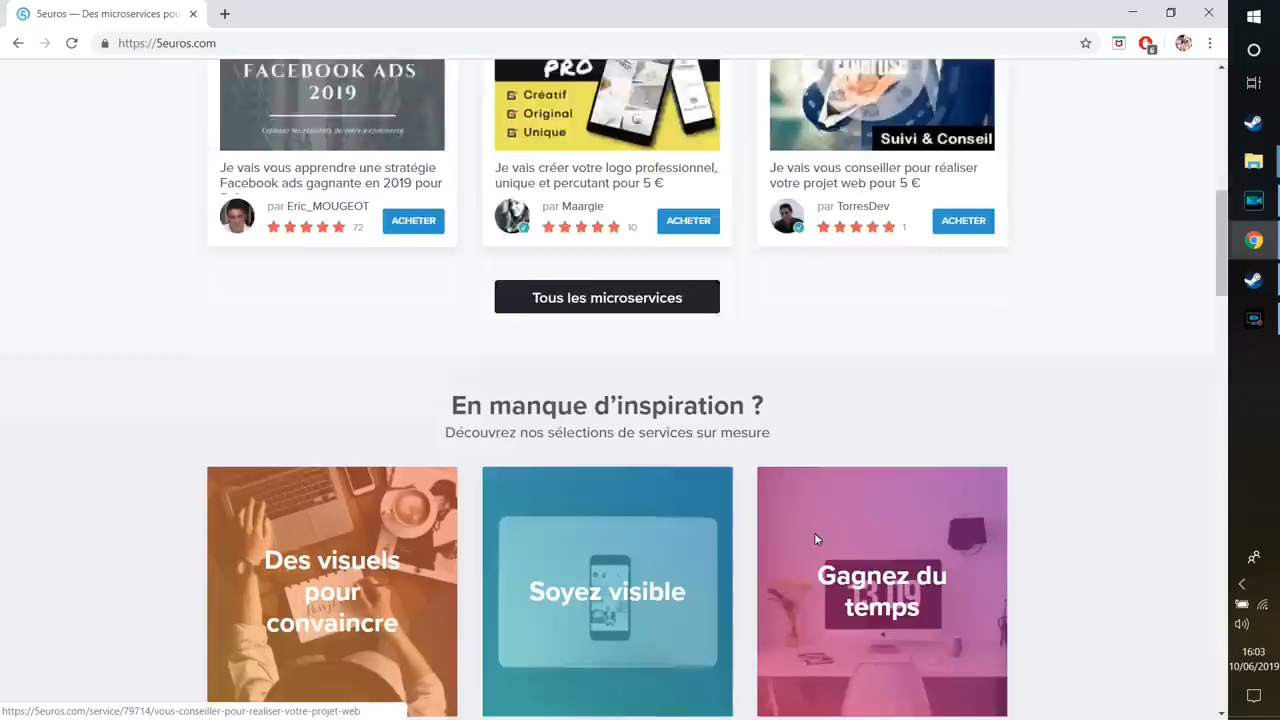 5euros — Des microservices pou
https://5euros.com
6
FACEBOOK ADS
2019
PRO
Créatif
Original
Unique
Suivi & Conseil
Je vais vous apprendre une stratégie
Facebook ads gagnante en 2019 pour
par Eric_MOUGEOT
72
ACHETER
Je vais créer votre logo professionnel,
unique et percutant pour 5 €
par Maargie
10
ACHETER
Je vais vous conseiller pour réaliser
votre projet web pour 5 €
par TorresDev
1
ACHETER
Tous les microservices
En manque d’inspiration ?
Découvrez nos sélections de services sur mesure
Des visuels
pour
convaincre
Soyez visible
Gagnez du
temps
13 09
https://5euros.com/service/79714/vous-conseiller-pour-realiser-votre-projet-web
16:03
10/06/2019